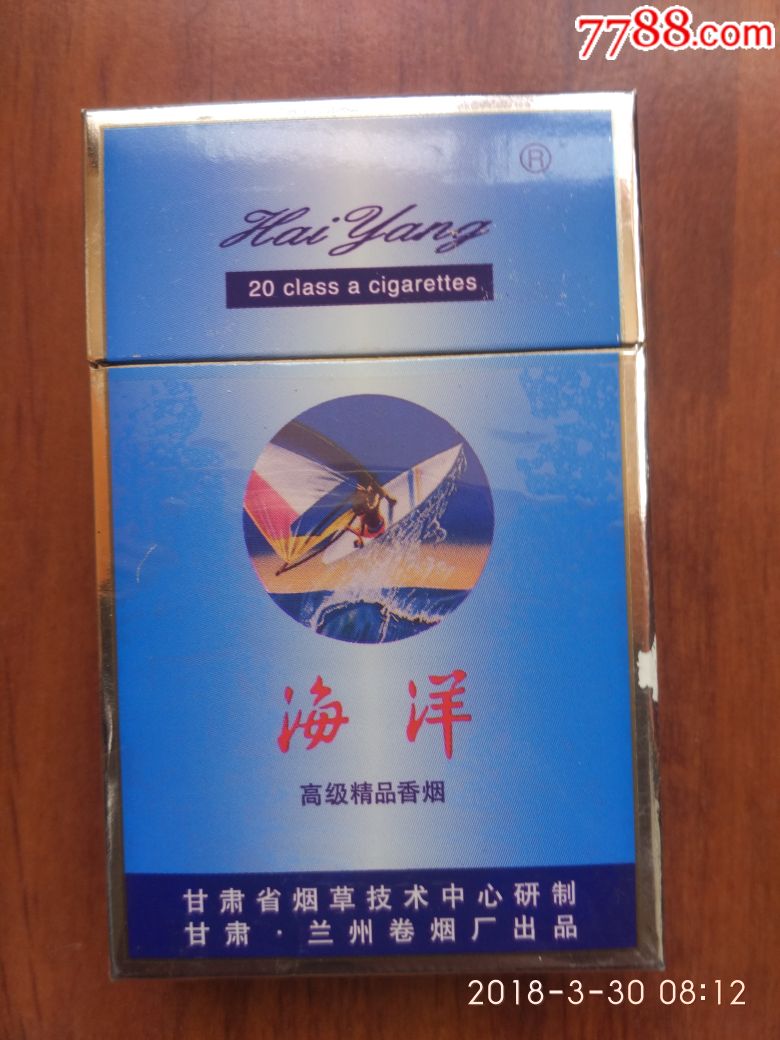 7788.com
®
Hai Yang
20 class a cigarettes
海洋
高级精品香烟
甘肃省烟草技术中心研制
甘肃·兰州卷烟厂出品
2018-3-30 08:12